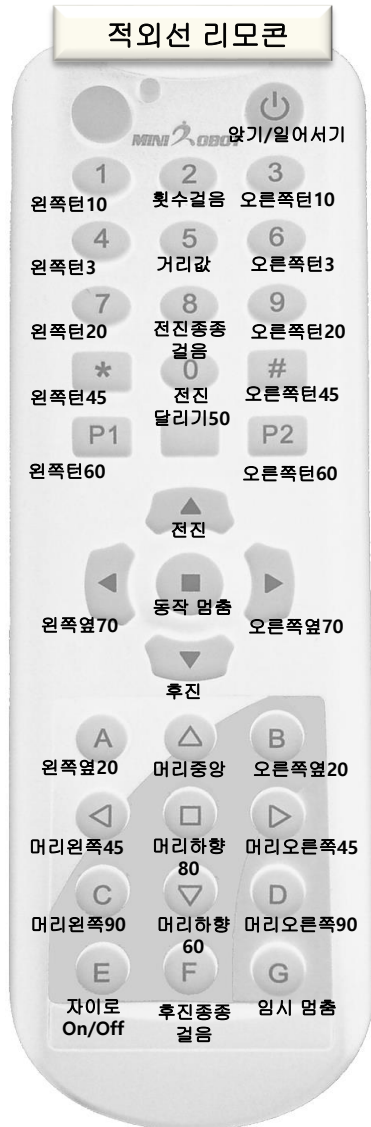 적외선 리모콘
MINI ROBOT
앉기/일어서기
1 2 3
왼쪽턴10 횟수걸음 오른쪽턴10
4 5 6
왼쪽턴3 거리값 오른쪽턴3
7 8 9
왼쪽턴20 전진종종 오른쪽턴20
걸음
* 0 #
왼쪽턴45 전진 오른쪽턴45
달리기50
P1 P2
왼쪽턴60 오른쪽턴60
전진
동작 멈춤
왼쪽옆70 오른쪽옆70
후진
A B
왼쪽옆20 머리중앙 오른쪽옆20
머리왼쪽45 머리하향 머리오른쪽45
80
C D
머리왼쪽90 머리하향 머리오른쪽90
60
E F G
자이로 후진종종 임시 멈춤
On/Off 걸음